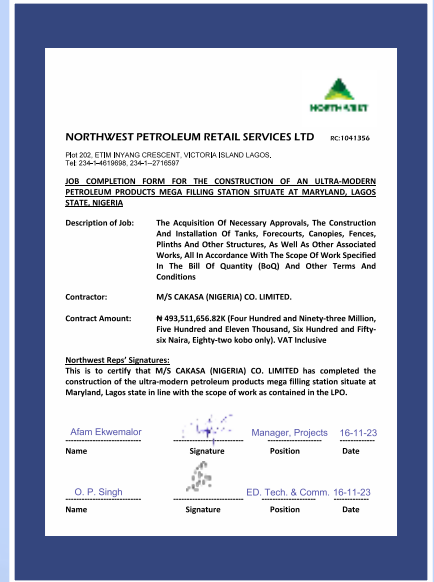 NORTHWEST
NORTHWEST PETROLEUM RETAIL SERVICES LTD RC:1041356
Plot 202, ETIM INYANG CRESCENT, VICTORIA ISLAND LAGOS,
Tel: 234-1-4619698, 234-1--2716597
JOB COMPLETION FORM FOR THE CONSTRUCTION OF AN ULTRA-MODERN
PETROLEUM PRODUCTS MEGA FILLING STATION SITUATE AT MARYLAND, LAGOS
STATE, NIGERIA
Description of Job: The Acquisition Of Necessary Approvals, The Construction
And Installation Of Tanks, Forecourts, Canopies, Fences,
Plinths And Other Structures, As Well As Other Associated
Works, All In Accordance With The Scope Of Work Specified
In The Bill Of Quantity (BoQ) And Other Terms And
Conditions
Contractor: M/S CAKASA (NIGERIA) CO. LIMITED.
Contract Amount: ₦ 493,511,656.82K (Four Hundred and Ninety-three Million,
Five Hundred and Eleven Thousand, Six Hundred and Fifty-
six Naira, Eighty-two kobo only). VAT Inclusive
Northwest Reps' Signatures:
This is to certify that M/S CAKASA (NIGERIA) CO. LIMITED has completed the
construction of the ultra-modern petroleum products mega filling station situate at
Maryland, Lagos state in line with the scope of work as contained in the LPO.
Afam Ekwemalor Manager, Projects 16-11-23
Name Signature Position Date
O. P. Singh ED. Tech. & Comm. 16-11-23
Name Signature Position Date